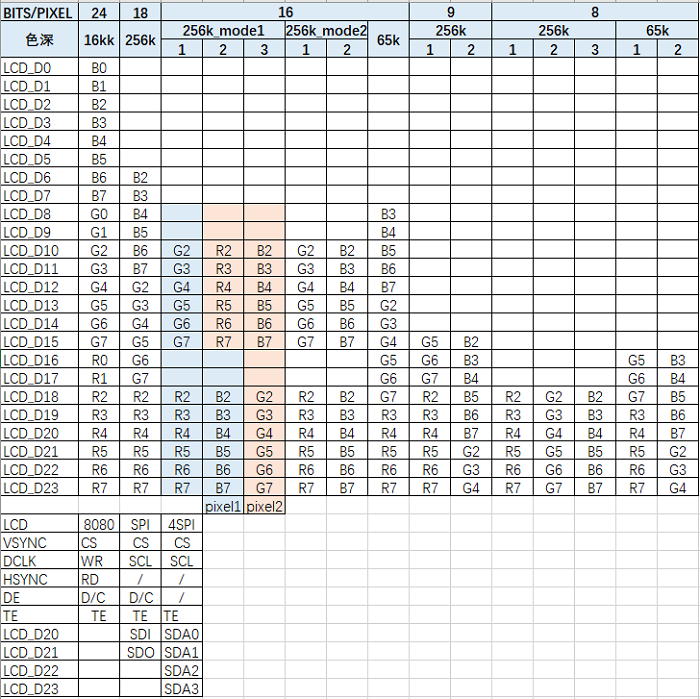 BITS/PIXEL 24 18 16 9 8
色深 16kk 256k 256k_mode1 256k_mode2 65k 256k 256k 65k
1 2 3 1 2 1 2 1 2 3 1 2
LCD_D0 B0
LCD_D1 B1
LCD_D2 B2
LCD_D3 B3
LCD_D4 B4
LCD_D5 B5
LCD_D6 B6 B2
LCD_D7 B7 B3
LCD_D8 G0 B4 B3
LCD_D9 G1 B5 B4
LCD_D10 G2 B6 G2 R2 B2 G2 B2 B5
LCD_D11 G3 B7 G3 R3 B3 G3 B3 B6
LCD_D12 G4 G2 G4 R4 B4 G4 B4 B7
LCD_D13 G5 G3 G5 R5 B5 G5 B5 G2
LCD_D14 G6 G4 G6 R6 B6 G6 B6 G3
LCD_D15 G7 G5 G7 R7 B7 G7 B7 G4 G5 B2
LCD_D16 R0 G6 G5 G6 B3 G5 B3
LCD_D17 R1 G7 G6 G7 B4 G6 B4
LCD_D18 R2 R2 R2 B2 G2 R2 B2 G7 R2 B5 R2 G2 B2 G7 B5
LCD_D19 R3 R3 R3 B3 G3 R3 B3 R3 R3 B6 R3 G3 B3 R3 B6
LCD_D20 R4 R4 R4 B4 G4 R4 B4 R4 R4 B7 R4 G4 B4 R4 B7
LCD_D21 R5 R5 R5 B5 G5 R5 B5 R5 R5 G2 R5 G5 B5 R5 G2
LCD_D22 R6 R6 R6 B6 G6 R6 B6 R6 R6 G3 R6 G6 B6 R6 G3
LCD_D23 R7 R7 R7 B7 G7 R7 B7 R7 R7 G4 R7 G7 B7 R7 G4
pixel1 pixel2
LCD 8080 SPI 4SPI
VSYNC CS CS CS
DCLK WR SCL SCL
HSYNC RD / /
DE D/C D/C /
TE TE TE TE
LCD_D20 SDI SDA0
LCD_D21 SDO SDA1
LCD_D22 SDA2
LCD_D23 SDA3